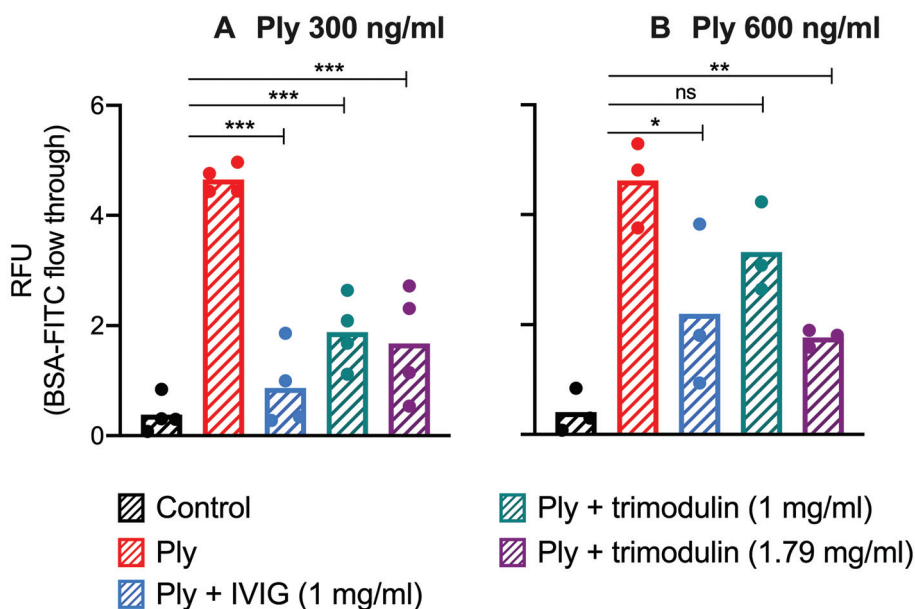 A Ply 300 ng/ml
B Ply 600 ng/ml
***
***
***
**
ns
*
6
4
2
0
RFU
(BSA-FITC flow through)
Control
Ply
Ply + IVIG (1 mg/ml)
Ply + trimodulin (1 mg/ml)
Ply + trimodulin (1.79 mg/ml)